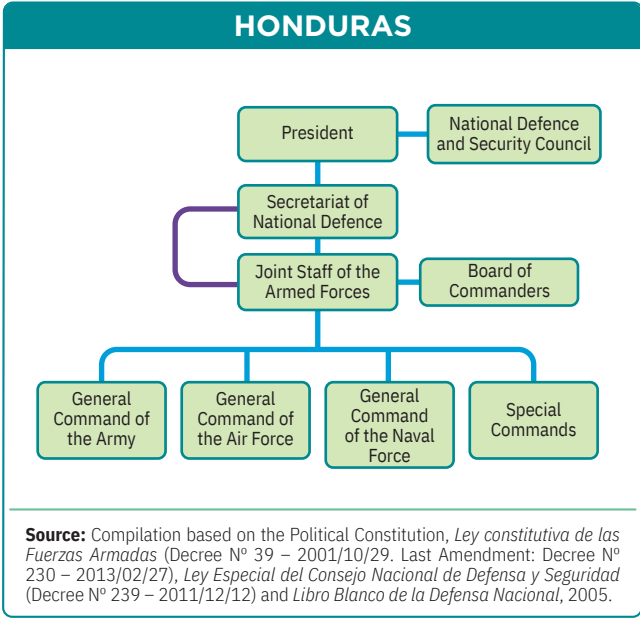 HONDURAS
President
National Defence
and Security Council
Secretariat of
National Defence
Joint Staff of the
Armed Forces
Board of
Commanders
General
Command of
the Army
General
Command of
the Air Force
General
Command
of the Naval
Force
Special
Commands
Source: Compilation based on the Political Constitution, Ley constitutiva de las
Fuerzas Armadas (Decree Nº 39 – 2001/10/29. Last Amendment: Decree Nº
230 – 2013/02/27), Ley Especial del Consejo Nacional de Defensa y Seguridad
(Decree Nº 239 – 2011/12/12) and Libro Blanco de la Defensa Nacional, 2005.